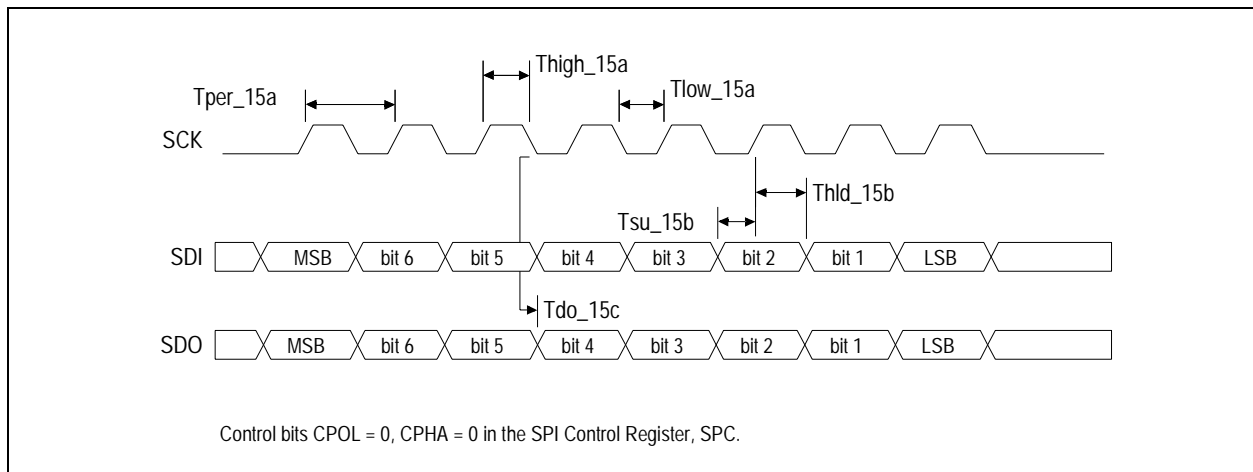 Thigh_15a
Tper_15a
Tlow_15a
SCK
Thld_15b
Tsu_15b
SDI MSB bit 6 bit 5 bit 4 bit 3 bit 2 bit 1 LSB
Tdo_15c
SDO MSB bit 6 bit 5 bit 4 bit 3 bit 2 bit 1 LSB
Control bits CPOL = 0, CPHA = 0 in the SPI Control Register, SPC.